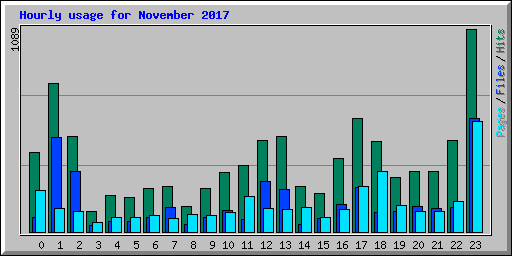 Hourly usage for November 2017
1089
Pages / Files / Hits
0 1 2 3 4 5 6 7 8 9 10 11 12 13 14 15 16 17 18 19 20 21 22 23